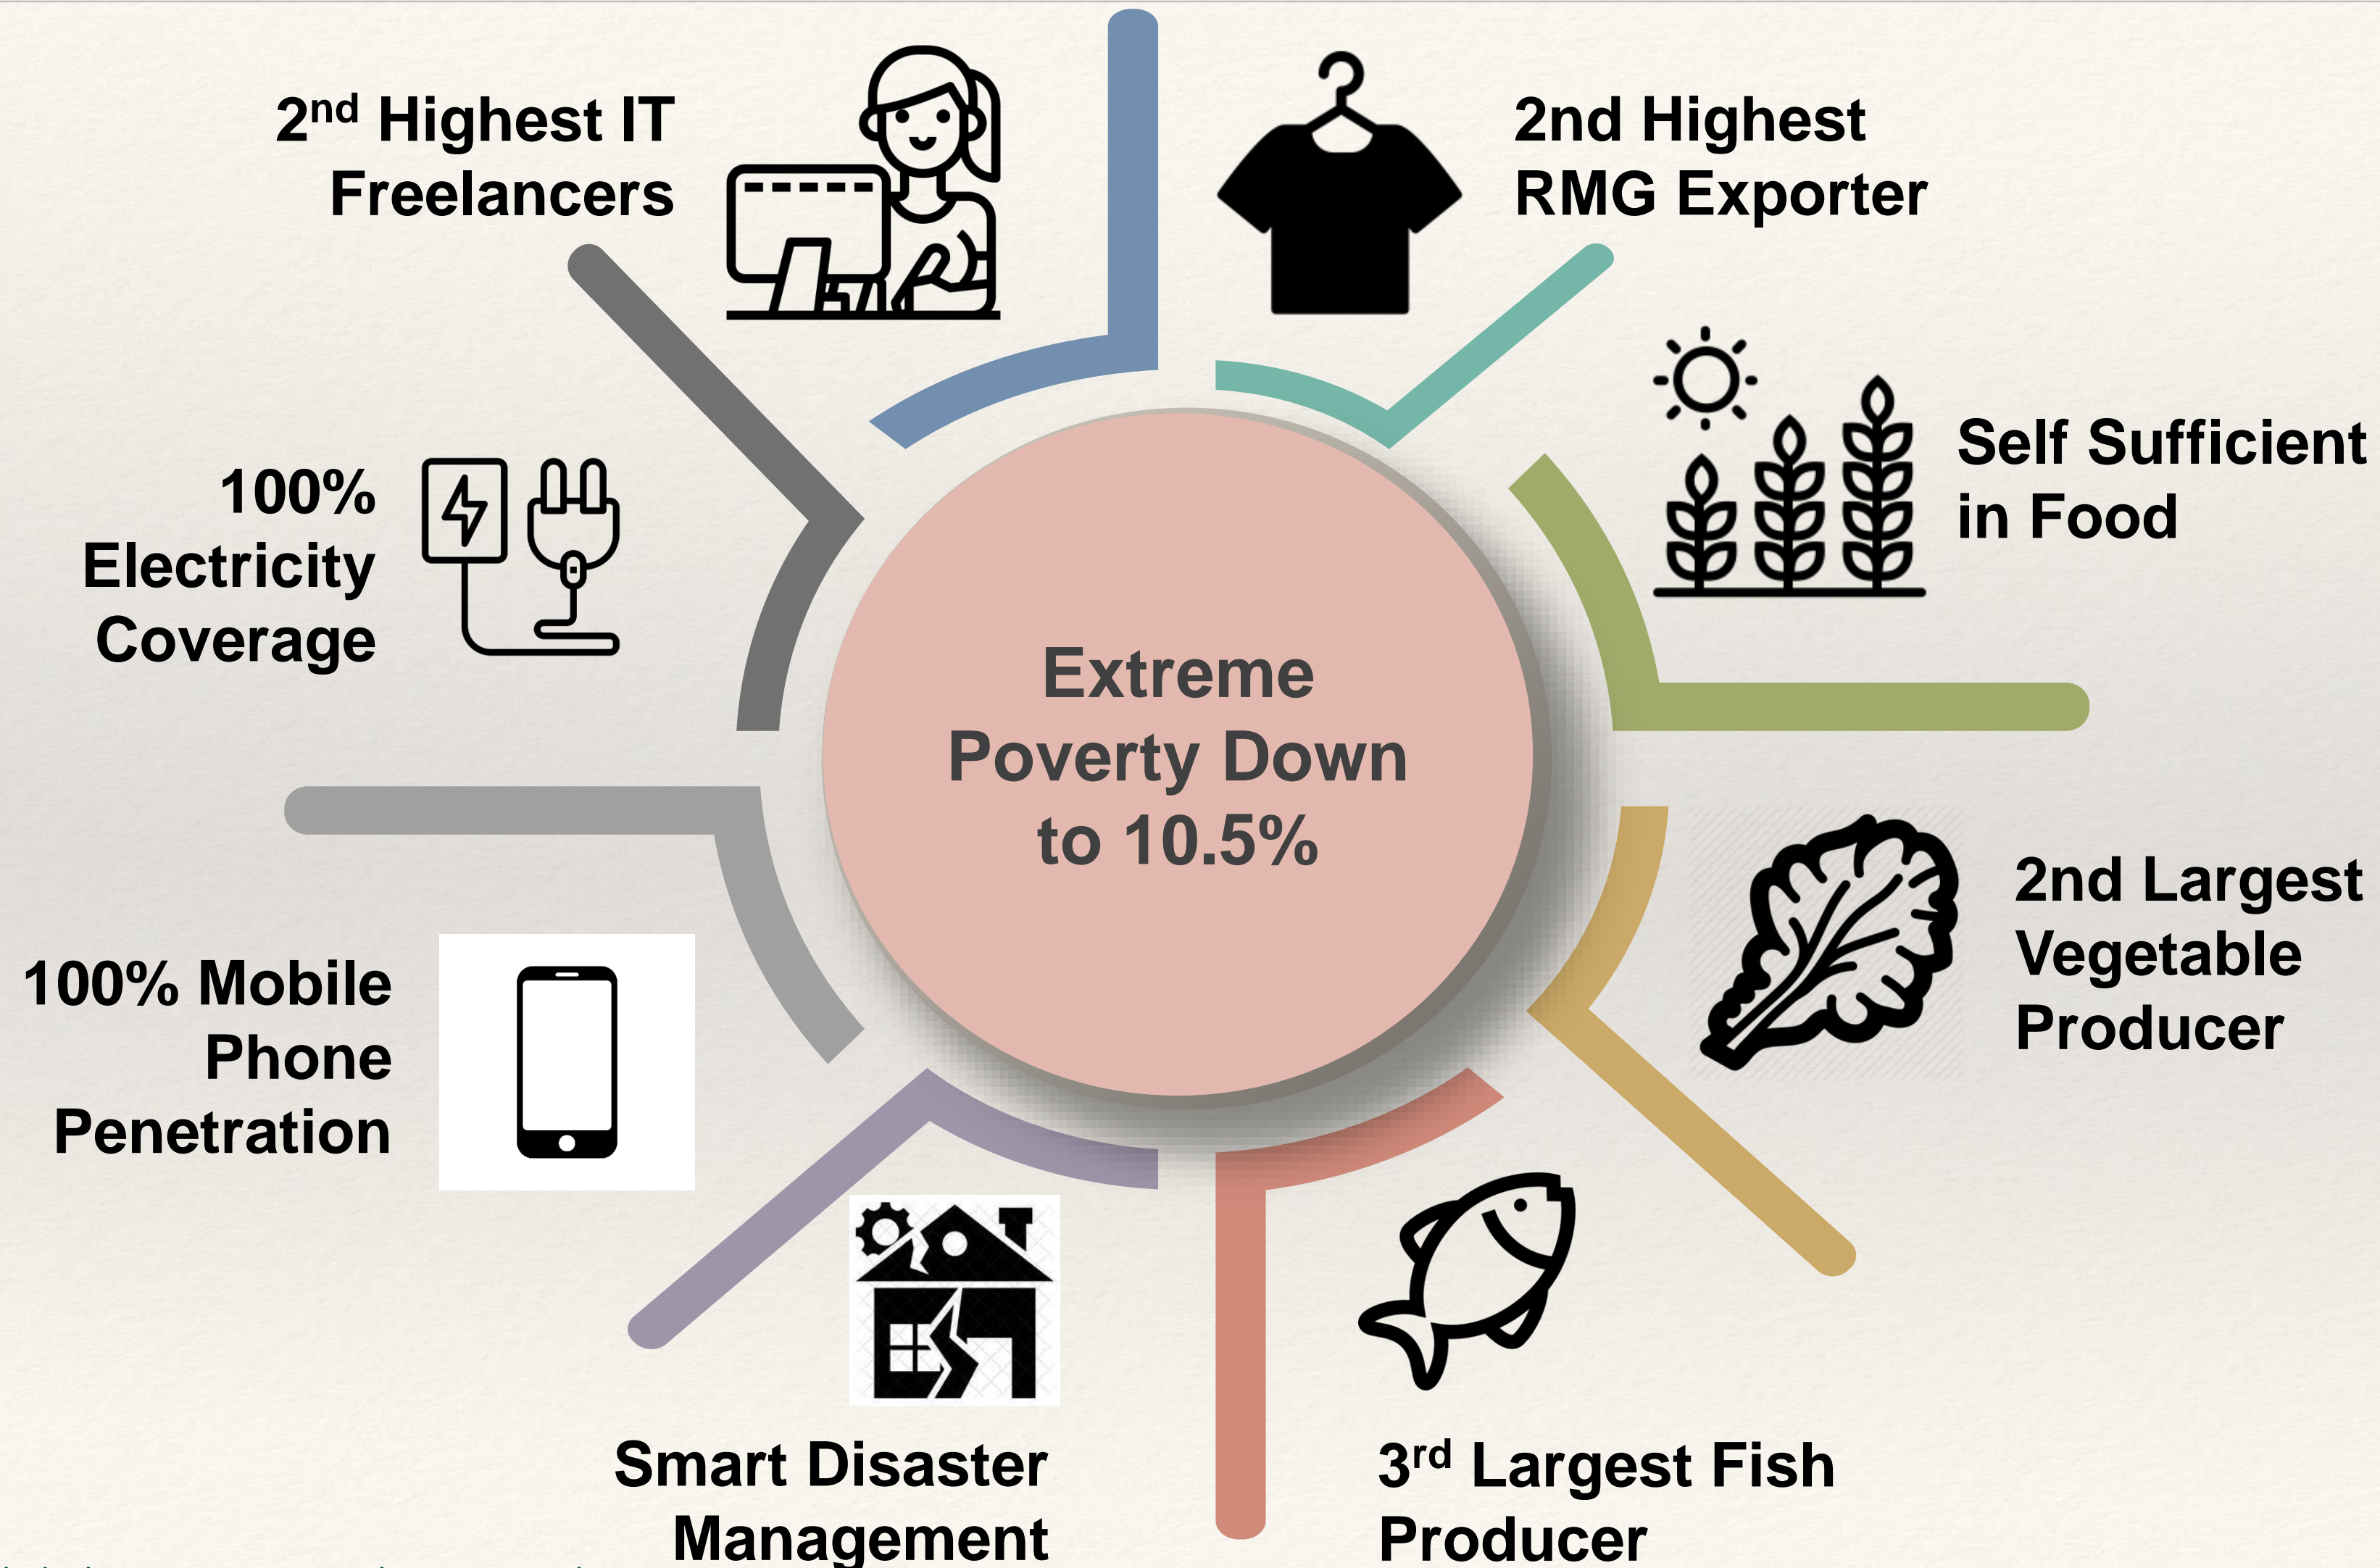 2nd Highest IT
Freelancers
2nd Highest
RMG Exporter
Self Sufficient
in Food
2nd Largest
Vegetable
Producer
3rd Largest Fish
Producer
Smart Disaster
Management
100% Mobile
Phone
Penetration
100%
Electricity
Coverage
Extreme
Poverty Down
to 10.5%